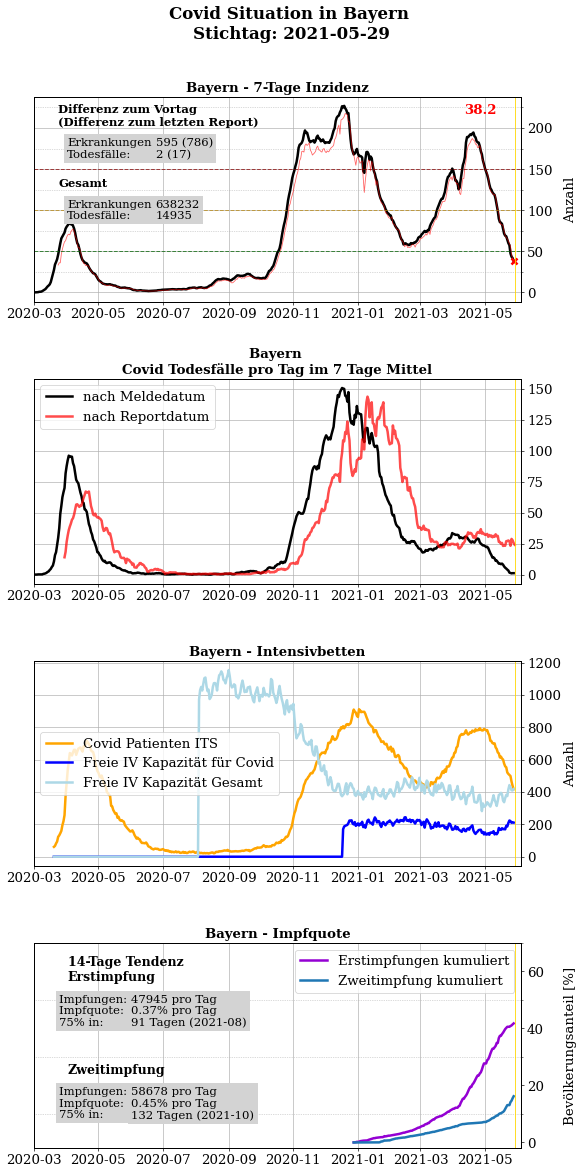 Covid Situation in Bayern
Stichtag: 2021-05-29
Bayern - 7-Tage Inzidenz
Differenz zum Vortag
(Differenz zum letzten Report)
Erkrankungen 595 (786)
Todesfälle: 2 (17)
Gesamt
Erkrankungen 638232
Todesfälle: 14935
38.2
200
150
100
50
0
Anzahl
2020-03 2020-05 2020-07 2020-09 2020-11 2021-01 2021-03 2021-05
Bayern
Covid Todesfälle pro Tag im 7 Tage Mittel
nach Meldedatum
nach Reportdatum
150
125
100
75
50
25
0
2020-03 2020-05 2020-07 2020-09 2020-11 2021-01 2021-03 2021-05
Bayern - Intensivbetten
Covid Patienten ITS
Freie IV Kapazität für Covid
Freie IV Kapazität Gesamt
1200
1000
800
600
400
200
0
Anzahl
2020-03 2020-05 2020-07 2020-09 2020-11 2021-01 2021-03 2021-05
Bayern - Impfquote
14-Tage Tendenz
Erstimpfung
Impfungen: 47945 pro Tag
Impfquote: 0.37% pro Tag
75% in: 91 Tagen (2021-08)
Zweitimpfung
Impfungen: 58678 pro Tag
Impfquote: 0.45% pro Tag
75% in: 132 Tagen (2021-10)
Erstimpfungen kumuliert
Zweitimpfung kumuliert
60
40
20
0
Bevölkerungsanteil [%]
2020-03 2020-05 2020-07 2020-09 2020-11 2021-01 2021-03 2021-05